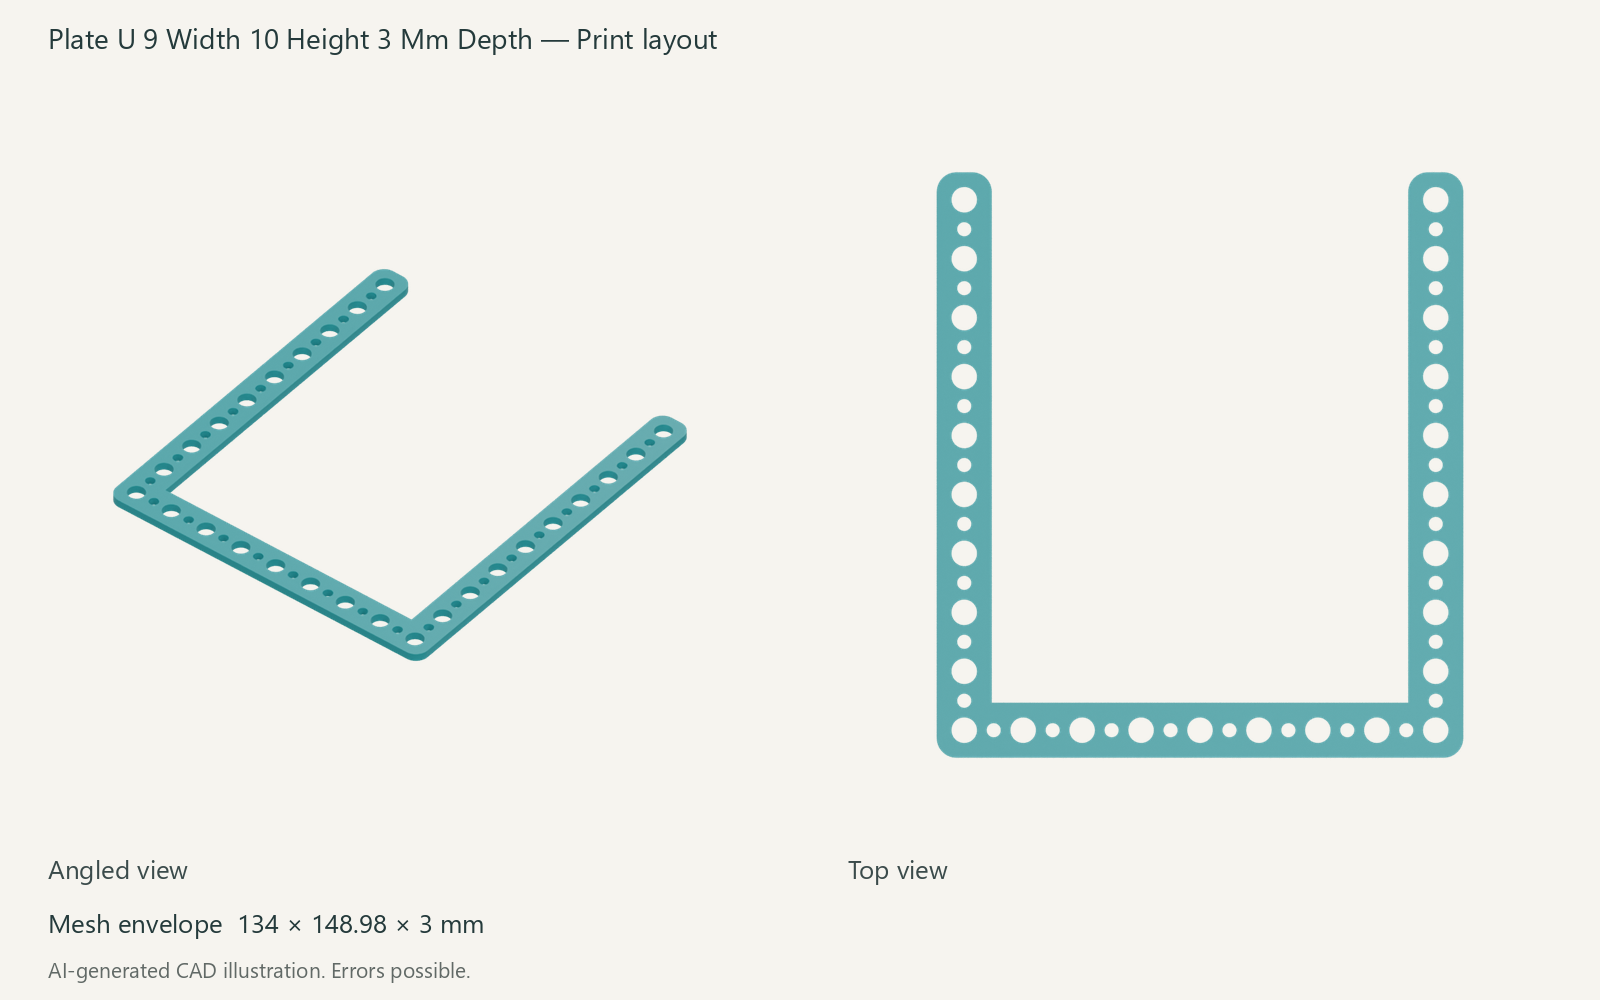 Plate U 9 Width 10 Height 3 Mm Depth — Print layout
Angled view
Top view
Mesh envelope 134 × 148.98 × 3 mm
AI-generated CAD illustration. Errors possible.